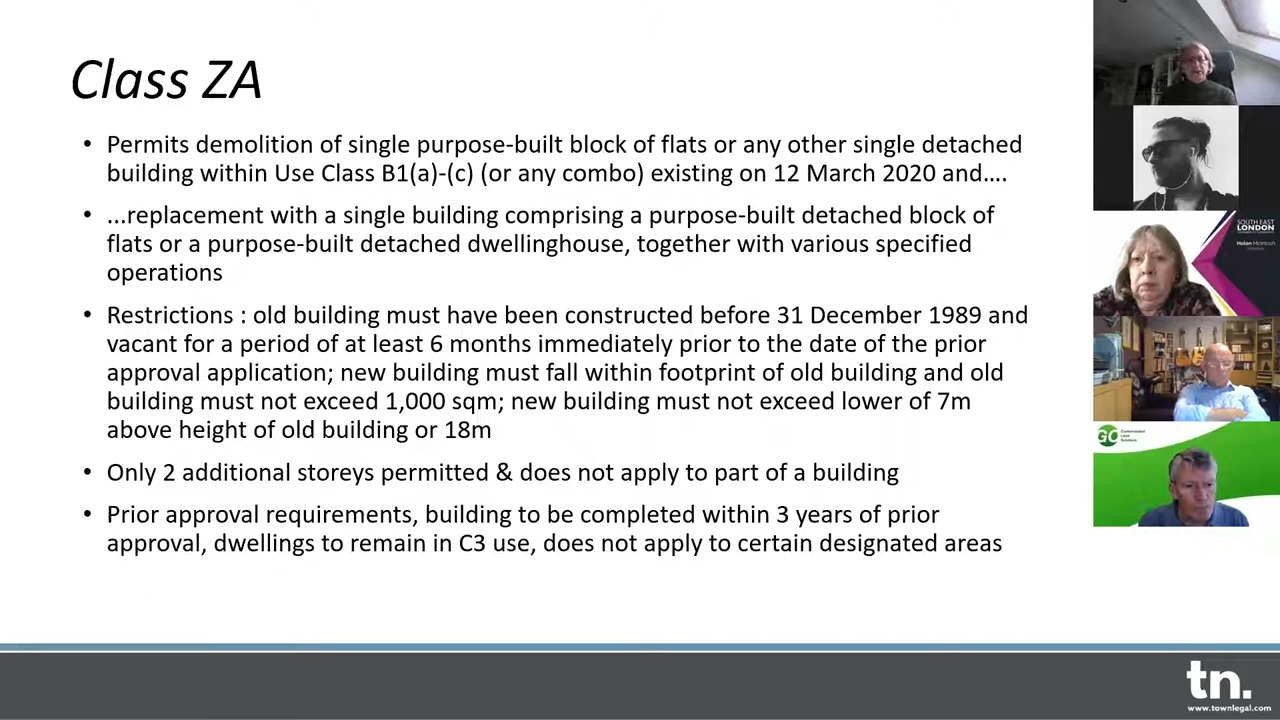 Class ZA
• Permits demolition of single purpose-built block of flats or any other single detached
building within Use Class B1(a)-(c) (or any combo) existing on 12 March 2020 and....
• ...replacement with a single building comprising a purpose-built detached block of
flats or a purpose-built detached dwellinghouse, together with various specified
operations
• Restrictions : old building must have been constructed before 31 December 1989 and
vacant for a period of at least 6 months immediately prior to the date of the prior
approval application; new building must fall within footprint of old building and old
building must not exceed 1,000 sqm; new building must not exceed lower of 7m
above height of old building or 18m
• Only 2 additional storeys permitted & does not apply to part of a building
• Prior approval requirements, building to be completed within 3 years of prior
approval, dwellings to remain in C3 use, does not apply to certain designated areas
SOUTH EAST
LONDON
Helen McIntosh
GO
Contaminated
Land
Solutions
tn.
www.townlegal.com